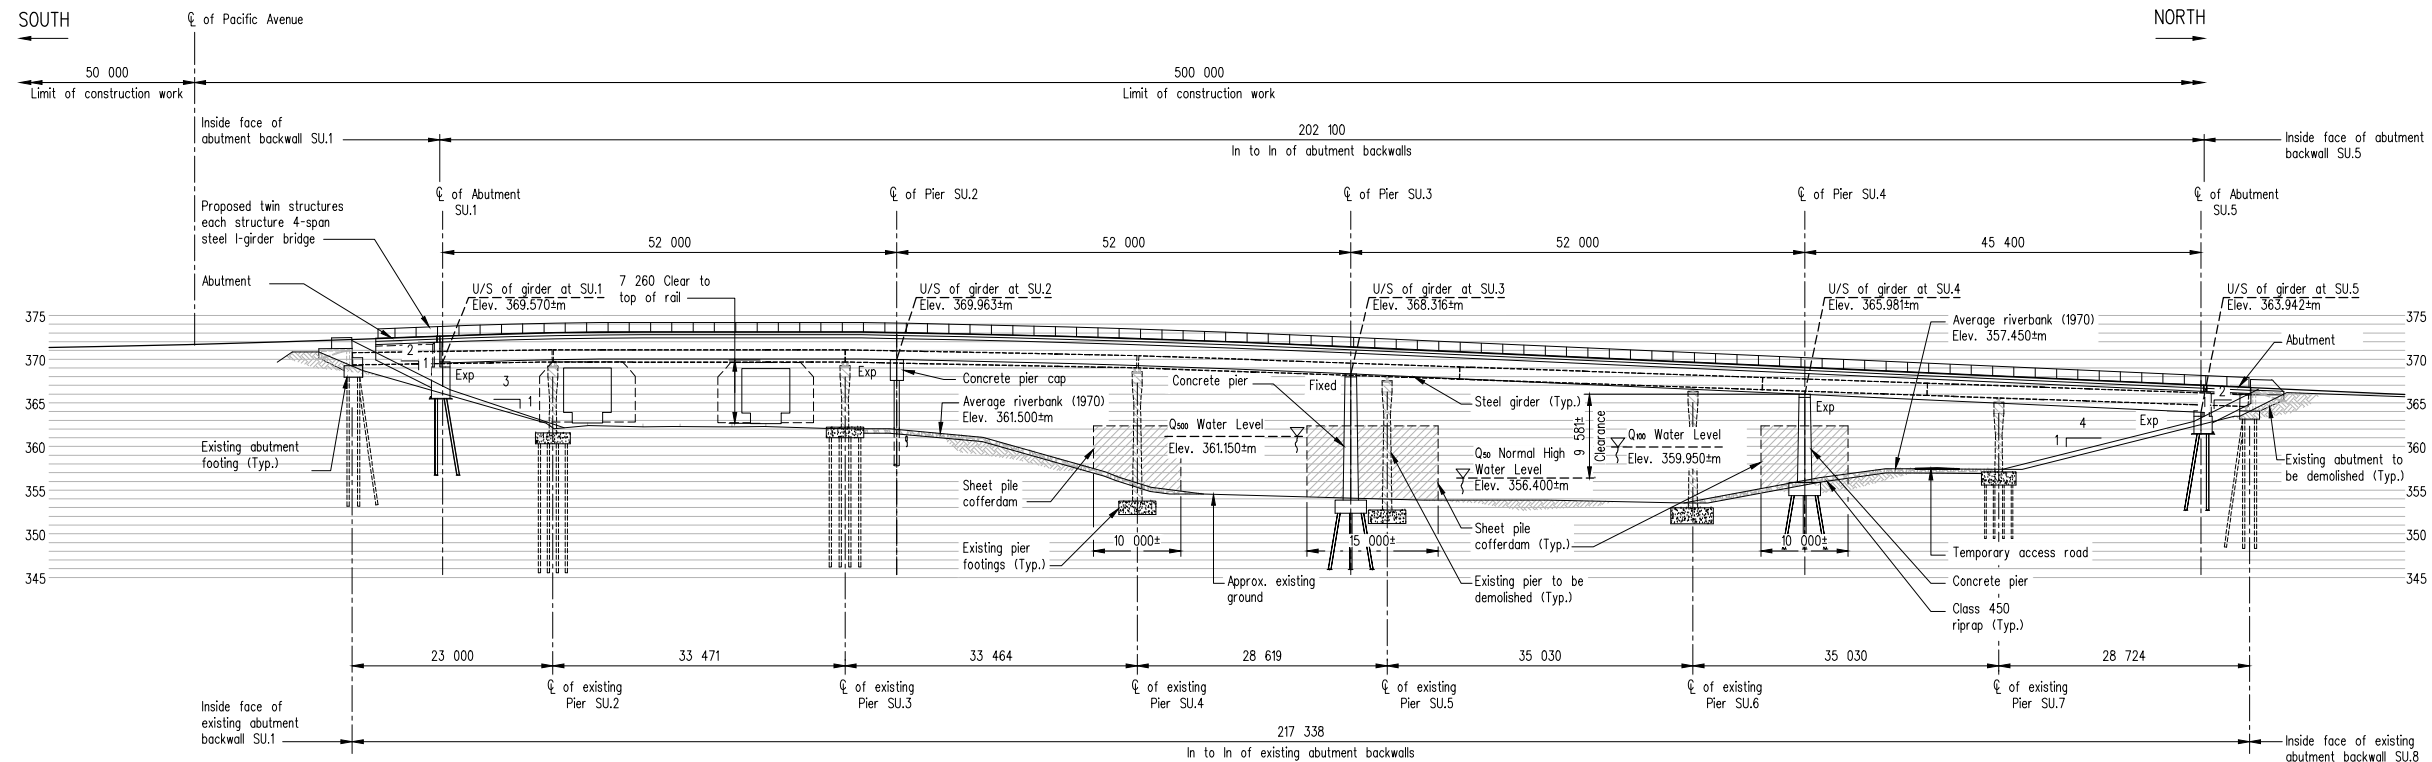 SOUTH
℄ of Pacific Avenue
NORTH
50 000
Limit of construction work
500 000
Limit of construction work
Inside face of
abutment backwall SU.1
202 100
In to In of abutment backwalls
Inside face of abutment
backwall SU.5
℄ of Abutment
SU.1
℄ of Pier SU.2
℄ of Pier SU.3
℄ of Pier SU.4
℄ of Abutment
SU.5
Proposed twin structures
each structure 4-span
steel I-girder bridge
52 000
52 000
52 000
45 400
Abutment
U/S of girder at SU.1
Elev. 369.570±m
7 260 Clear to
top of rail
U/S of girder at SU.2
Elev. 369.963±m
U/S of girder at SU.3
Elev. 368.316±m
U/S of girder at SU.4
Elev. 365.981±m
U/S of girder at SU.5
Elev. 363.942±m
375
370
365
360
355
350
345
375
370
365
360
355
350
345
Average riverbank (1970)
Elev. 357.450±m
Abutment
2
1
Exp
3
1
Exp
Concrete pier cap
Concrete pier
Fixed
Steel girder (Typ.)
Exp
2
1
4
Exp
Average riverbank (1970)
Elev. 361.500±m
Q500 Water Level
Elev. 361.150±m
9 581±
Clearance
Q100 Water Level
Elev. 359.950±m
Q50 Normal High
Water Level
Elev. 356.400±m
Existing abutment
footing (Typ.)
Existing abutment to
be demolished (Typ.)
Sheet pile
cofferdam
Sheet pile
cofferdam (Typ.)
10 000±
15 000±
10 000±
Existing pier
footings (Typ.)
Temporary access road
Approx. existing
ground
Existing pier to be
demolished (Typ.)
Concrete pier
Class 450
riprap (Typ.)
23 000
33 471
33 464
28 619
35 030
35 030
28 724
℄ of existing
Pier SU.2
℄ of existing
Pier SU.3
℄ of existing
Pier SU.4
℄ of existing
Pier SU.5
℄ of existing
Pier SU.6
℄ of existing
Pier SU.7
Inside face of
existing abutment
backwall SU.1
217 338
In to In of existing abutment backwalls
Inside face of existing
abutment backwall SU.8